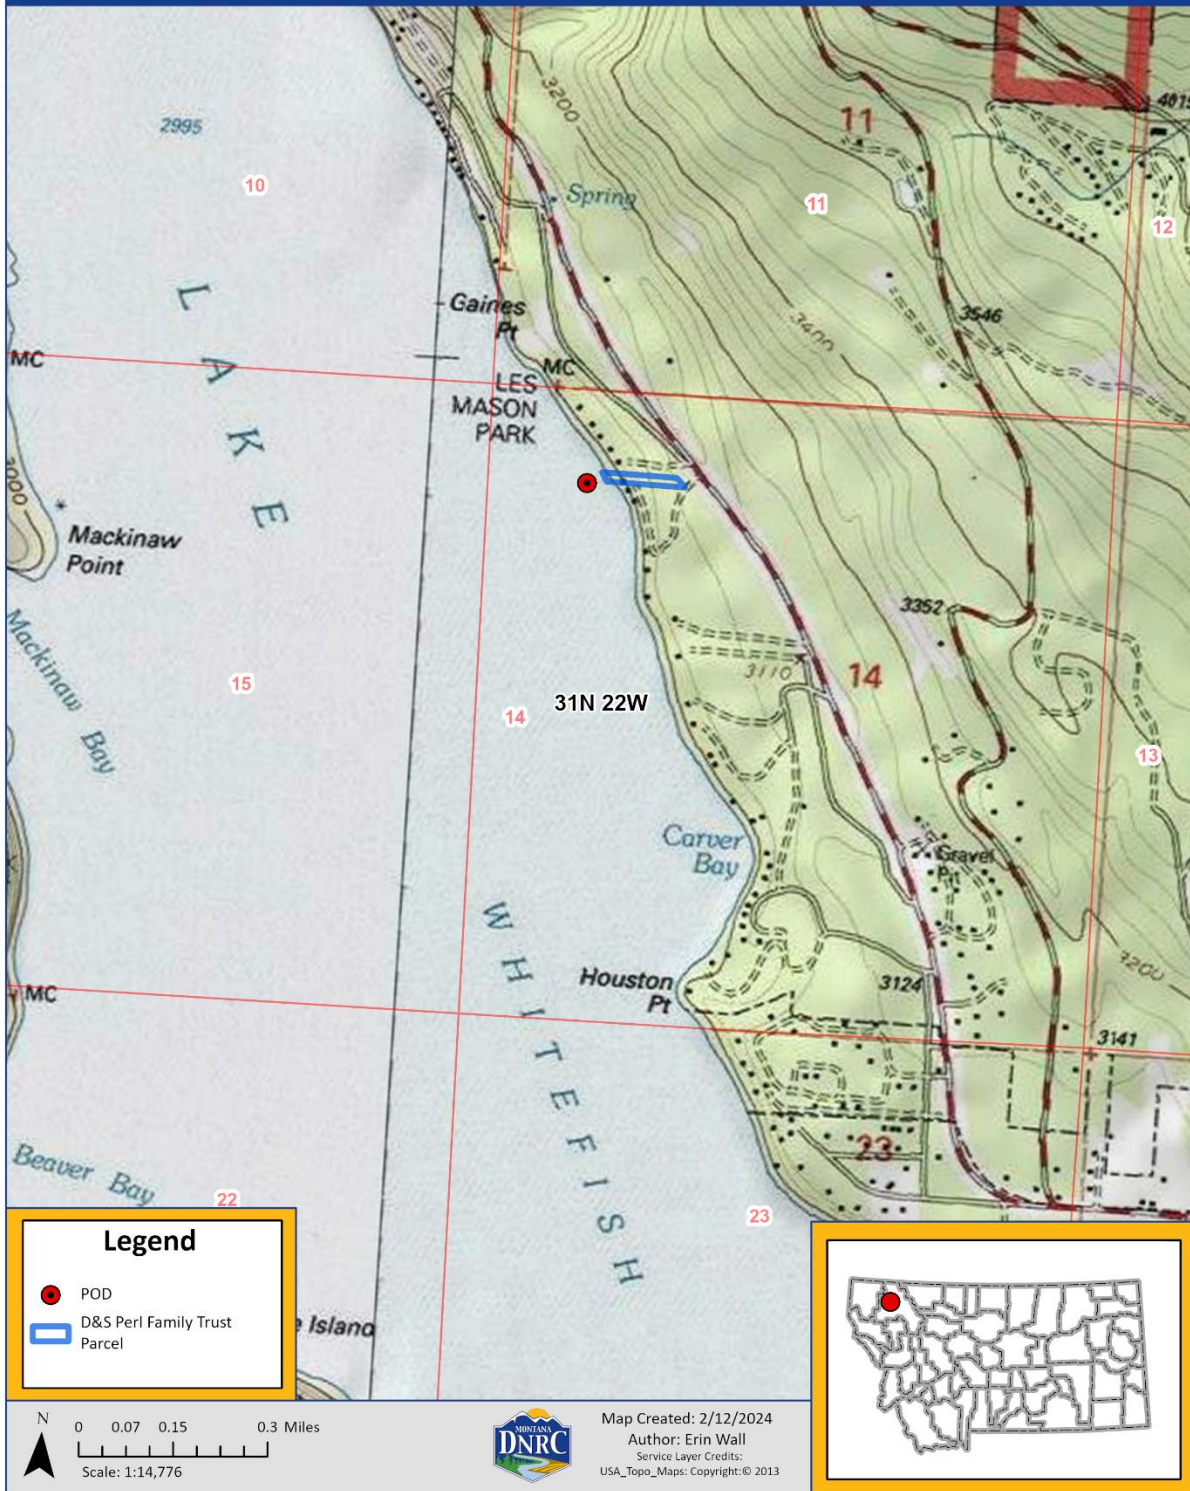 3200
4019
11
2995
10
Spring
11
12
Gaines
Pt
3546
3400
MC
MC
LES
MASON
PARK
LAKE
3000
Mackinaw
Point
Mackinaw
Bay
3352
15
14
31N 22W
3110
14
13
Carver
Bay
Gravel
Pit
WHITEFISH
3200
Houston
Pt
3124
MC
3141
Beaver Bay
22
23
23
Legend
POD
D&S Perl Family Trust
Parcel
e Island
N
0 0.07 0.15 0.3 Miles
Scale: 1:14,776
MONTANA
DNRC
Map Created: 2/12/2024
Author: Erin Wall
Service Layer Credits:
USA_Topo_Maps: Copyright:© 2013